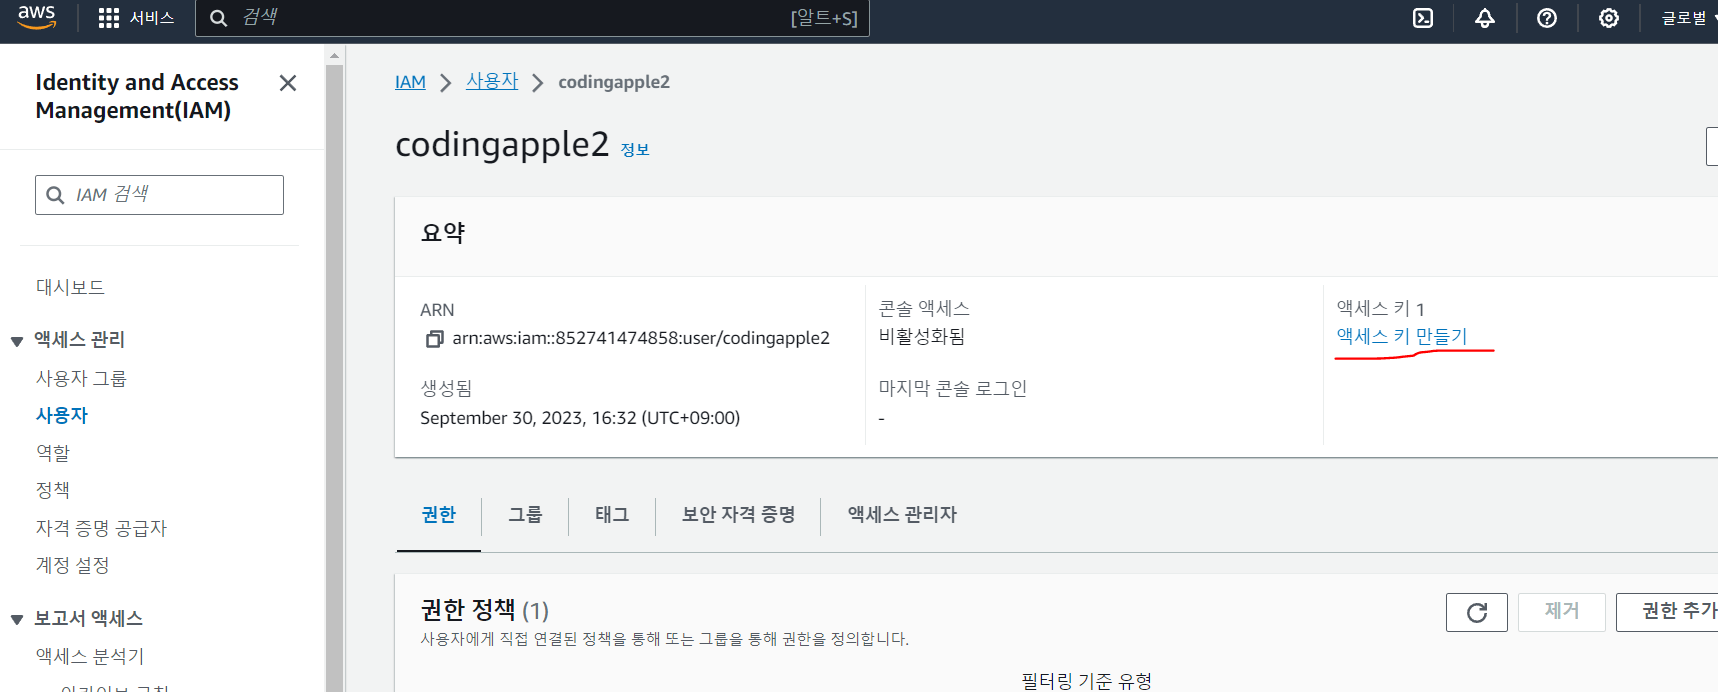 aws
서비스
검색
[알트+S]
글로벌
Identity and Access
Management(IAM)
IAM 검색
대시보드
액세스 관리
사용자 그룹
사용자
역할
정책
자격 증명 공급자
계정 설정
보고서 액세스
액세스 분석기
IAM
사용자
codingapple2
codingapple2 정보
요약
ARN
arn:aws:iam::852741474858:user/codingapple2
생성됨
September 30, 2023, 16:32 (UTC+09:00)
콘솔 액세스
비활성화됨
마지막 콘솔 로그인
-
액세스 키 1
액세스 키 만들기
권한
그룹
태그
보안 자격 증명
액세스 관리자
권한 정책 (1)
사용자에게 직접 연결된 정책을 통해 또는 그룹을 통해 권한을 정의합니다.
제거
권한 추가
필터링 기준 유형